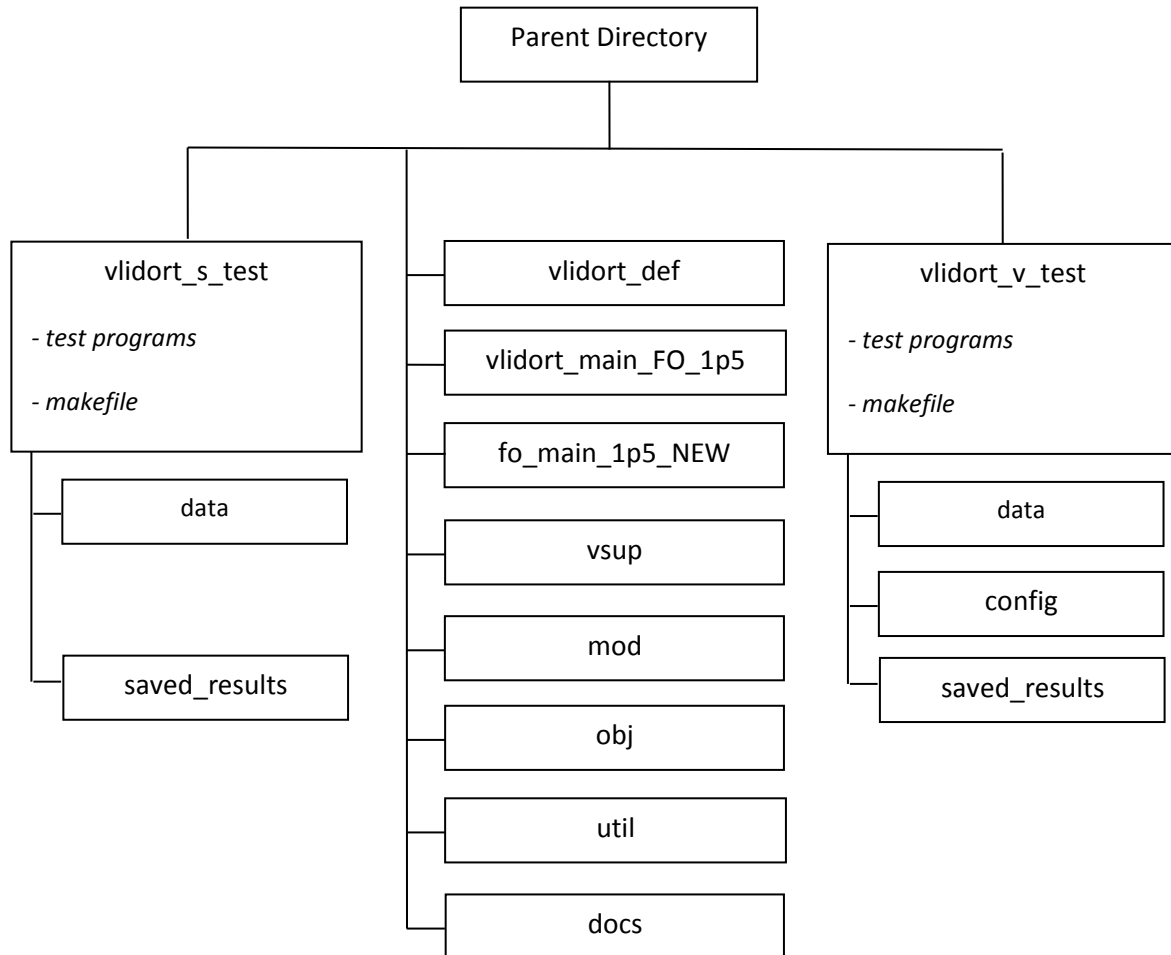 Parent Directory
vlidort_s_test
- test programs
- makefile
data
saved_results
vlidort_def
vlidort_main_FO_1p5
fo_main_1p5_NEW
vsup
mod
obj
util
docs
vlidort_v_test
- test programs
- makefile
data
config
saved_results